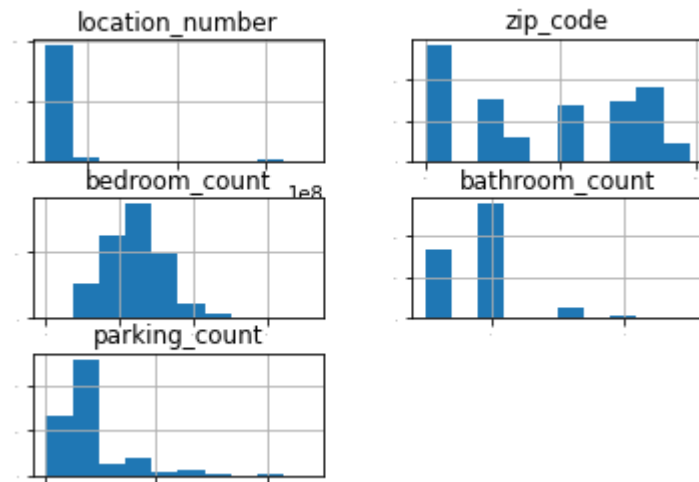 location_number
zip_code
bedroom_count
1e8
bathroom_count
parking_count